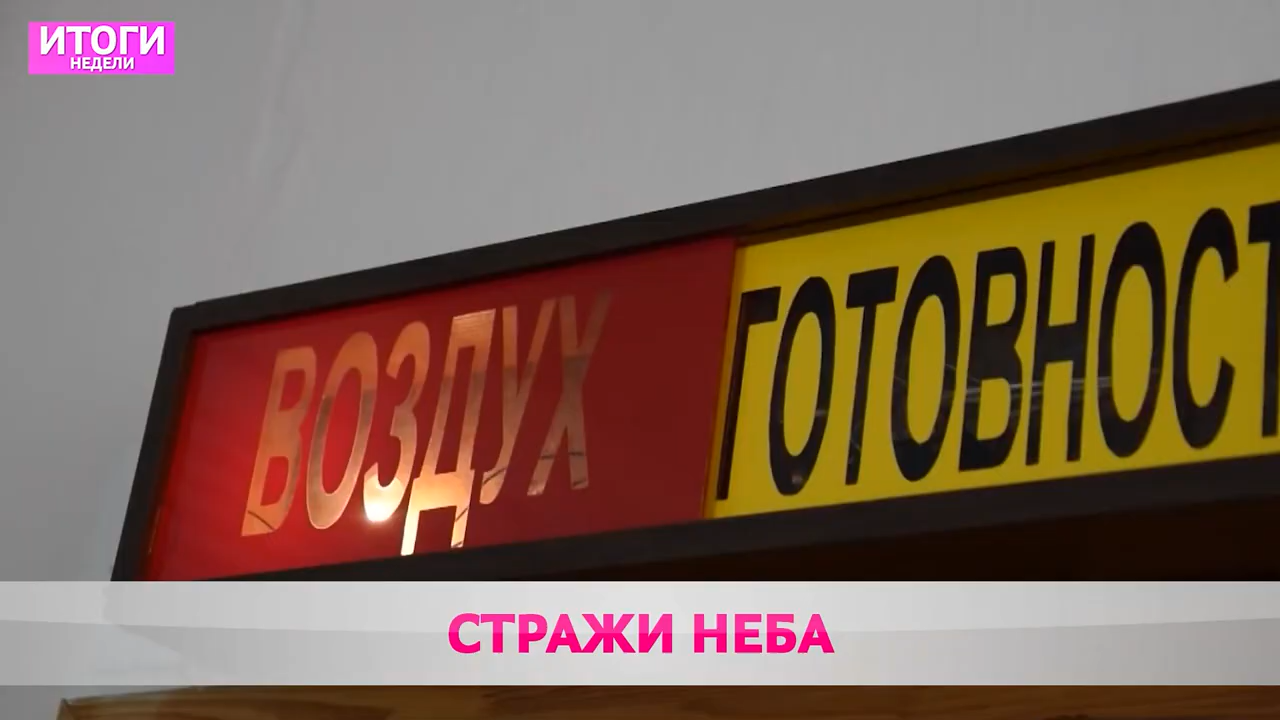 ИТОГИ
НЕДЕЛИ
ВОЗДУХ
ГОТОВНОСТ
СТРАЖИ НЕБА